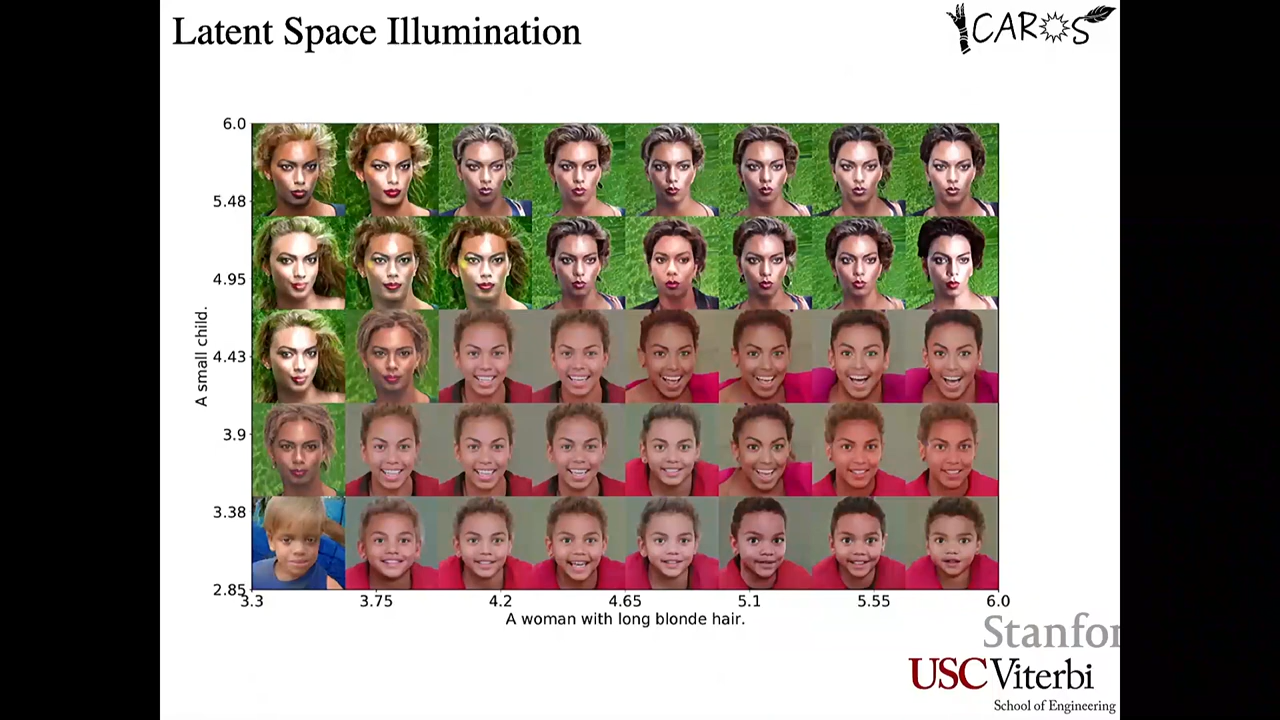 Latent Space Illumination
ICAROS
6.0
5.48
4.95
4.43
3.9
3.38
2.85
A small child.
3.3 3.75 4.2 4.65 5.1 5.55 6.0
A woman with long blonde hair.
Stanfor
USC Viterbi
School of Engineering